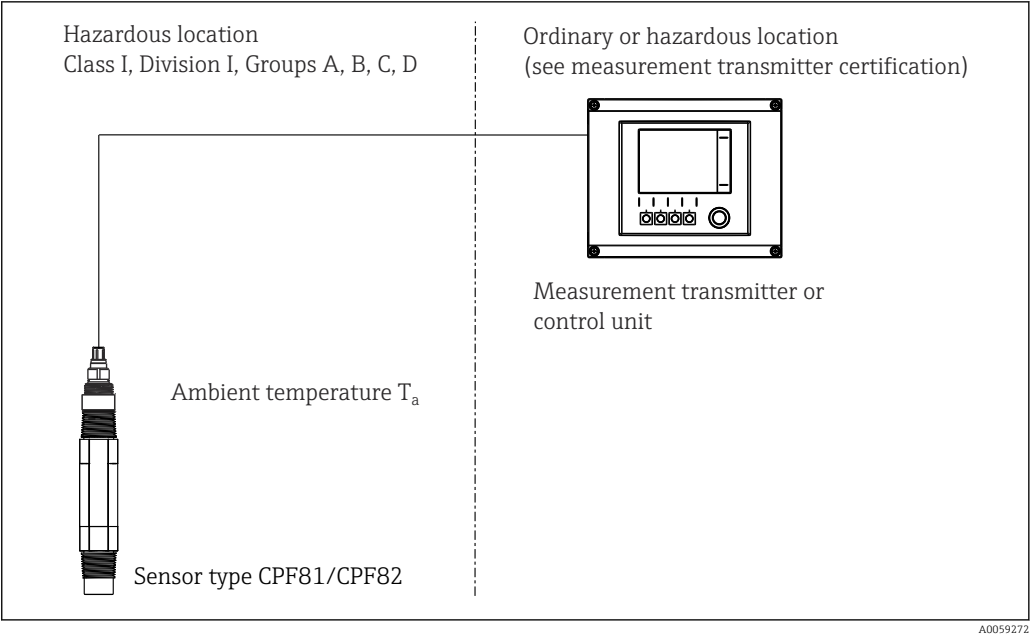 Hazardous location
Class I, Division I, Groups A, B, C, D
Ordinary or hazardous location
(see measurement transmitter certification)
Measurement transmitter or
control unit
Ambient temperature Tₐ
Sensor type CPF81/CPF82
A0059272